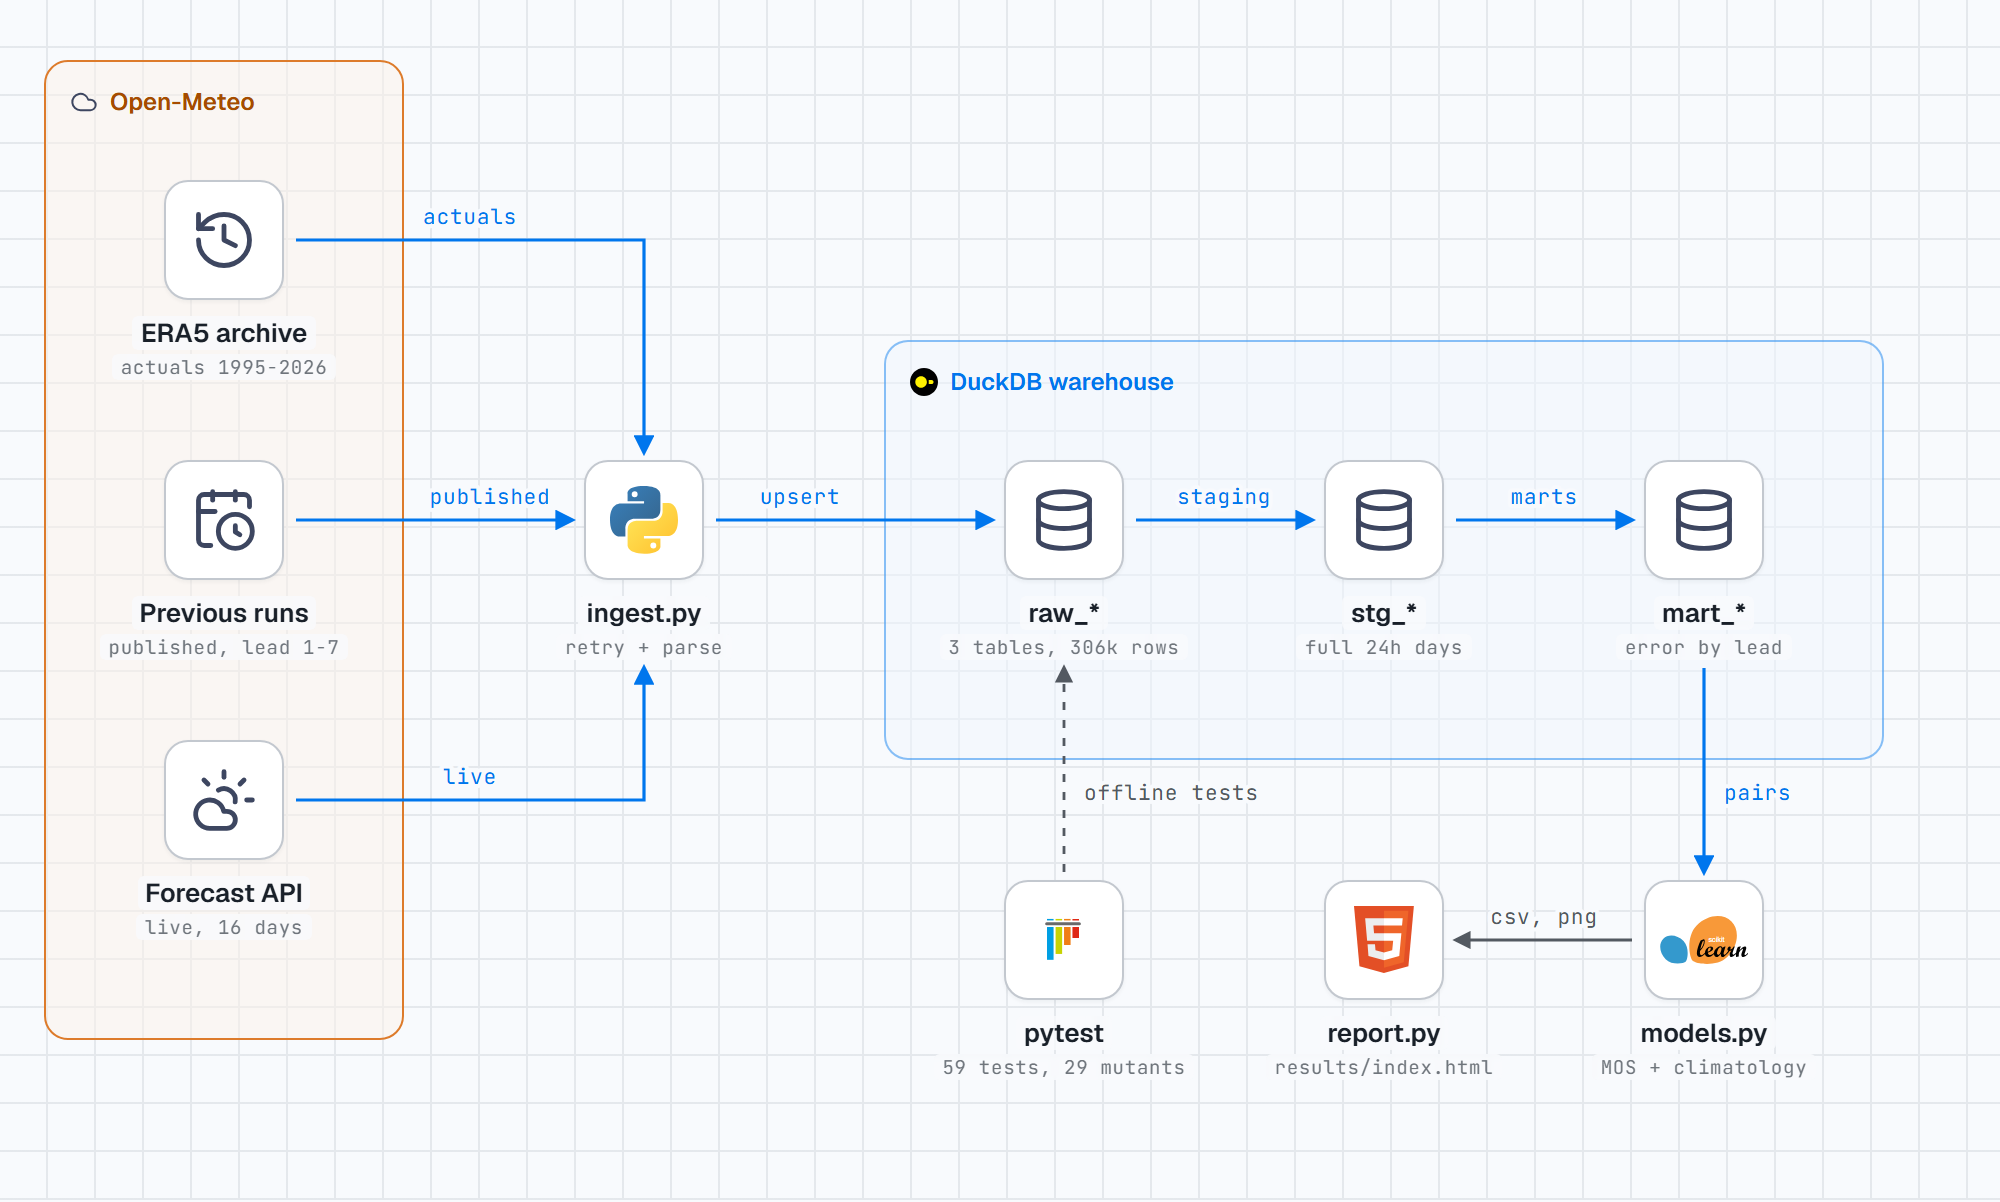 Open-Meteo
actuals
ERA5 archive
actuals 1995-2026
DuckDB warehouse
published
upsert
staging
marts
Previous runs
published, lead 1-7
ingest.py
retry + parse
raw_*
3 tables, 306k rows
stg_*
full 24h days
mart_*
error by lead
live
offline tests
pairs
Forecast API
live, 16 days
csv, png
scikit
learn
pytest
59 tests, 29 mutants
report.py
results/index.html
models.py
MOS + climatology